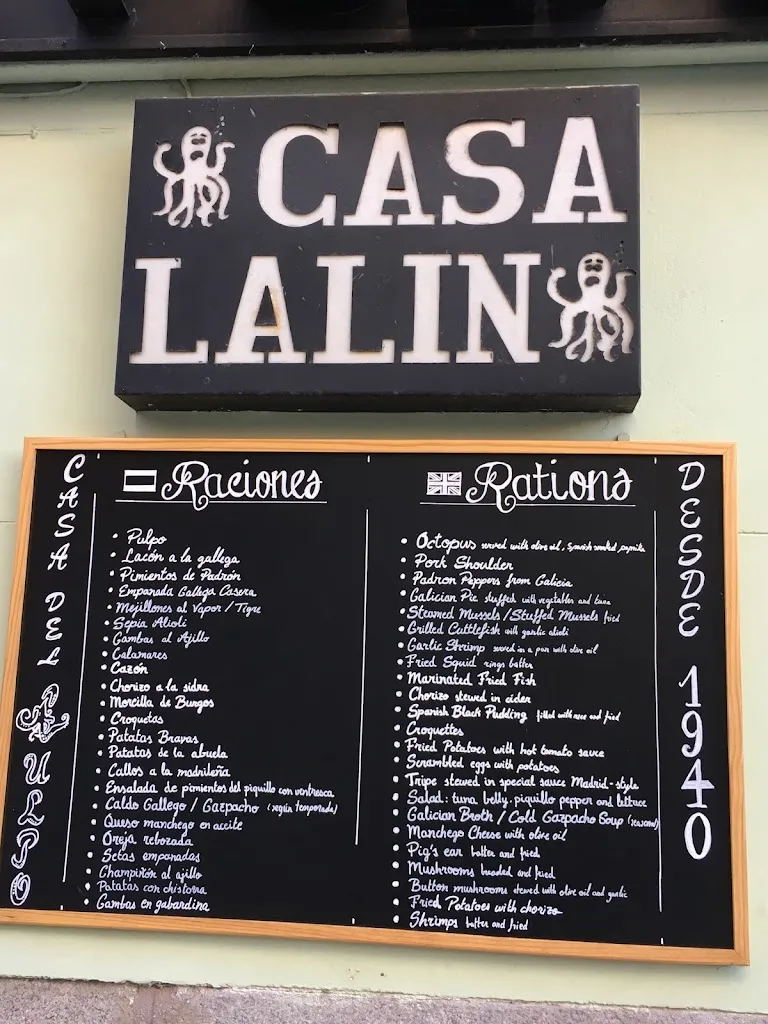 CASA
LALIN
CASA DEL PULPO
Raciones
• Pulpo
• Lacón a la gallega
• Pimientos de Padrón
• Empanada Gallega Casera
• Mejillones al Vapor / Tigre
• Sepia Alioli
• Gambas al Ajillo
• Calamares
• Cazón
• Chorizo a la sidra
• Morcilla de Burgos
• Croquetas
• Patatas Bravas
• Patatas de la abuela
• Callos a la madrileña
• Ensalada de pimientos del piquillo con ventresca
• Caldo Gallego / Gazpacho (según temporada)
• Queso manchego en aceite
• Oreja rebozada
• Setas empanadas
• Champiñón al ajillo
• Patatas con chistorra
• Gambas en gabardina
Rations
• Octopus served with olive oil, Spanish smoked paprika
• Pork Shoulder
• Padron Peppers from Galicia
• Galician Pie stuffed with vegetables and tuna
• Steamed Mussels / Stuffed Mussels fried
• Grilled Cuttlefish with garlic alioli
• Garlic Shrimp served in a pan with olive oil
• Fried Squid rings batter
• Marinated Fried Fish
• Chorizo stewed in cider
• Spanish Black Pudding filled with rice and fried
• Croquettes
• Fried Potatoes with hot tomato sauce
• Scrambled eggs with potatoes
• Tripe stewed in special sauce Madrid-style
• Salad: tuna belly, piquillo pepper and lettuce
• Galician Broth / Cold Gazpacho Soup (seasonal)
• Manchego Cheese with olive oil
• Pig's ear batter and fried
• Mushrooms breaded and fried
• Button mushrooms stewed with olive oil and garlic
• Fried Potatoes with chorizo
• Shrimps batter and fried
DESDE 1940